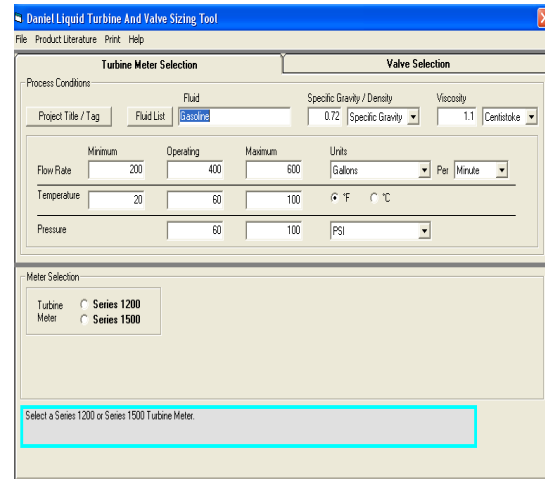 Daniel Liquid Turbine And Valve Sizing Tool
File Product Literature Print Help
Turbine Meter Selection Valve Selection
Process Conditions
Fluid Specific Gravity / Density Viscosity
Project Title / Tag Fluid List Gasoline 0.72 Specific Gravity 1.1 Centistoke
Minimum Operating Maximum Units
Flow Rate 200 400 600 Gallons Per Minute
Temperature 20 60 100 °F °C
Pressure 60 100 PSI
Meter Selection
Turbine Meter Series 1200
Series 1500
Select a Series 1200 or Series 1500 Turbine Meter.